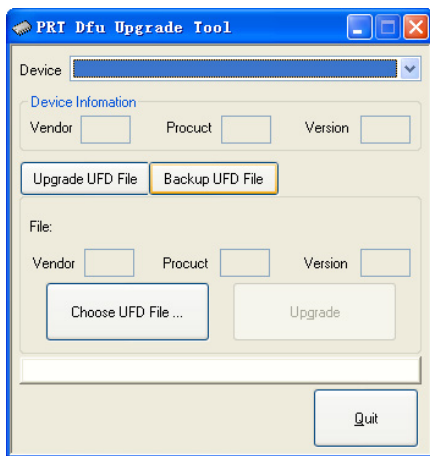 PRT Dfu Upgrade Tool
Device
Device Infomation
Vendor Procuct Version
Upgrade UFD File Backup UFD File
File:
Vendor Procuct Version
Choose UFD File ... Upgrade
Quit